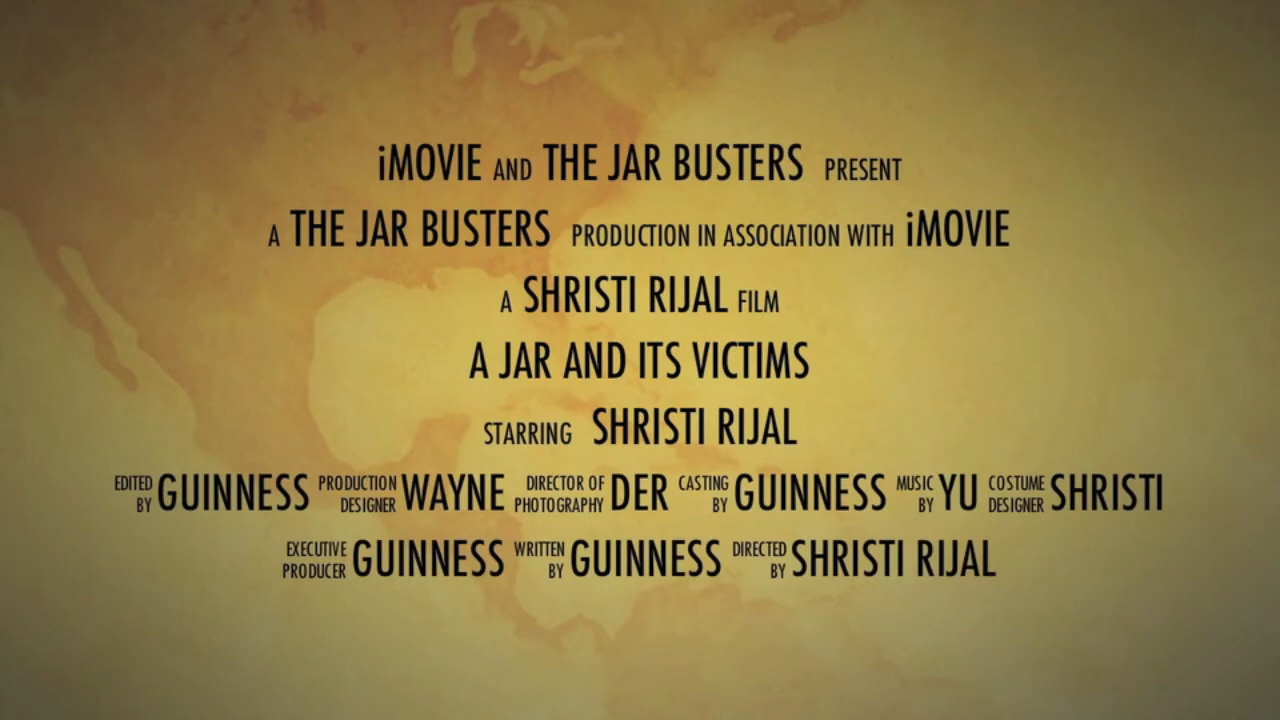 iMOVIE AND THE JAR BUSTERS PRESENT
A THE JAR BUSTERS PRODUCTION IN ASSOCIATION WITH iMOVIE
A SHRISTI RIJAL FILM
A JAR AND ITS VICTIMS
STARRING SHRISTI RIJAL
EDITED BY GUINNESS PRODUCTION DESIGNER WAYNE DIRECTOR OF PHOTOGRAPHY DER CASTING BY GUINNESS MUSIC BY YU COSTUME DESIGNER SHRISTI
EXECUTIVE PRODUCER GUINNESS WRITTEN BY GUINNESS DIRECTED BY SHRISTI RIJAL